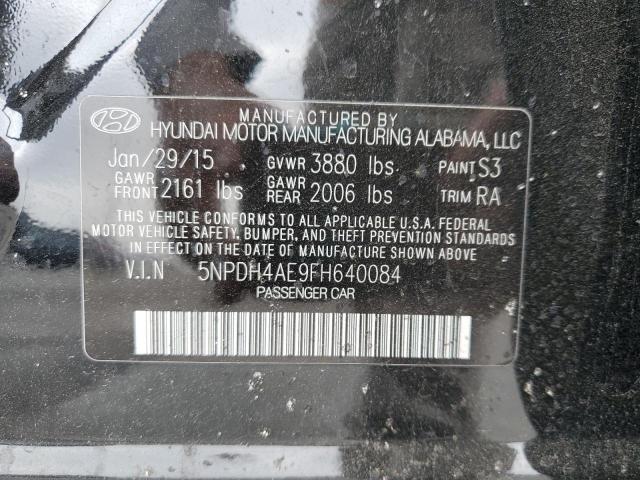 MANUFACTURED BY
HYUNDAI MOTOR MANUFACTURING ALABAMA, LLC
Jan/29/15 GVWR 3880 lbs PAINT S3
GAWR FRONT 2161 lbs GAWR REAR 2006 lbs TRIM RA
THIS VEHICLE CONFORMS TO ALL APPLICABLE U.S.A. FEDERAL
MOTOR VEHICLE SAFETY, BUMPER, AND THEFT PREVENTION STANDARDS
IN EFFECT ON THE DATE OF MANUFACTURE SHOWN ABOVE
V.I.N 5NPDH4AE9FH640084
PASSENGER CAR